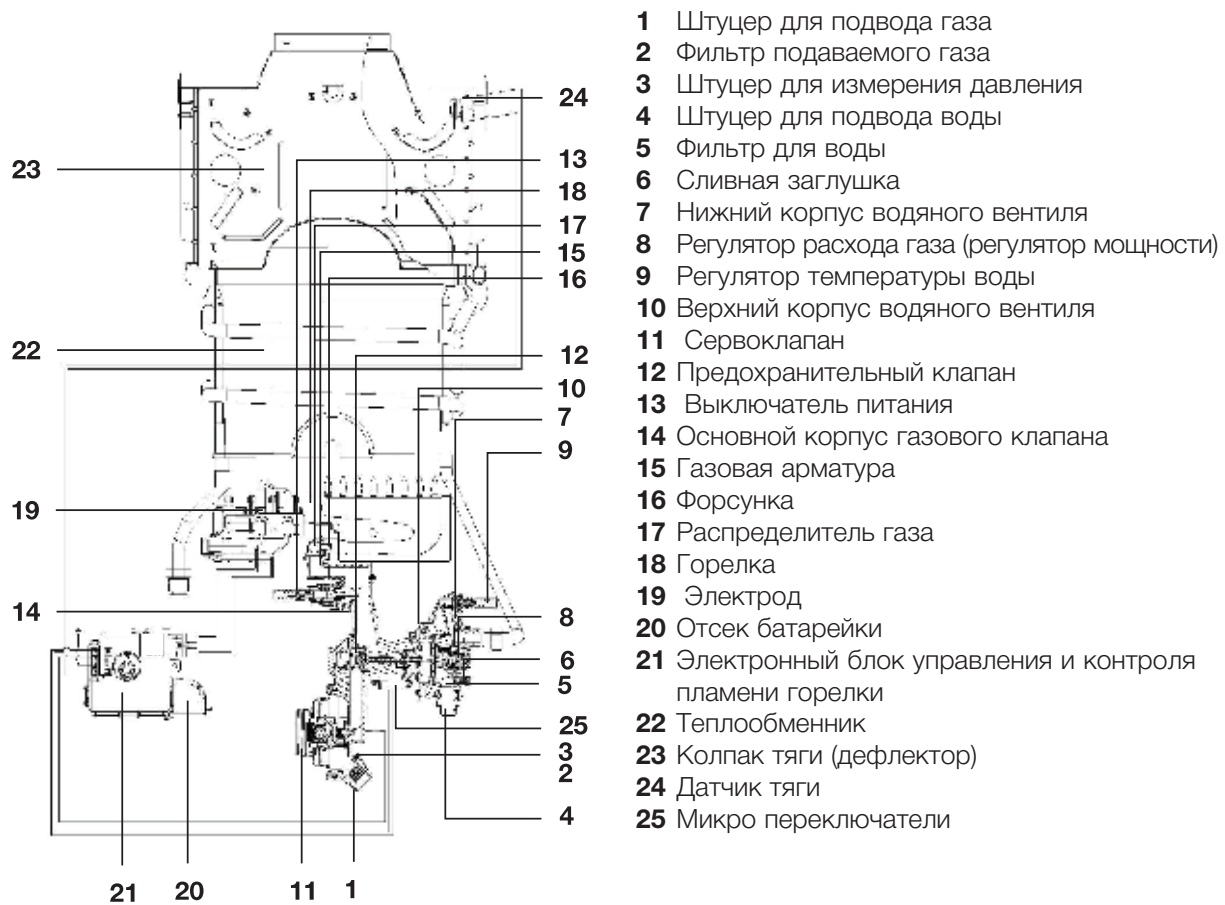 1 Штуцер для подвода газа
2 Фильтр подаваемого газа
3 Штуцер для измерения давления
4 Штуцер для подвода воды
5 Фильтр для воды
6 Сливная заглушка
7 Нижний корпус водяного вентиля
8 Регулятор расхода газа (регулятор мощности)
9 Регулятор температуры воды
10 Верхний корпус водяного вентиля
11 Сервоклапан
12 Предохранительный клапан
13 Выключатель питания
14 Основной корпус газового клапана
15 Газовая арматура
16 Форсунка
17 Распределитель газа
18 Горелка
19 Электрод
20 Отсек батарейки
21 Электронный блок управления и контроля
пламени горелки
22 Теплообменник
23 Колпак тяги (дефлектор)
24 Датчик тяги
25 Микро переключатели
24
13
23
18
17
15
16
22
12
10
7
9
19
14
8
6
5
25
3
2
4
21
20
11
1